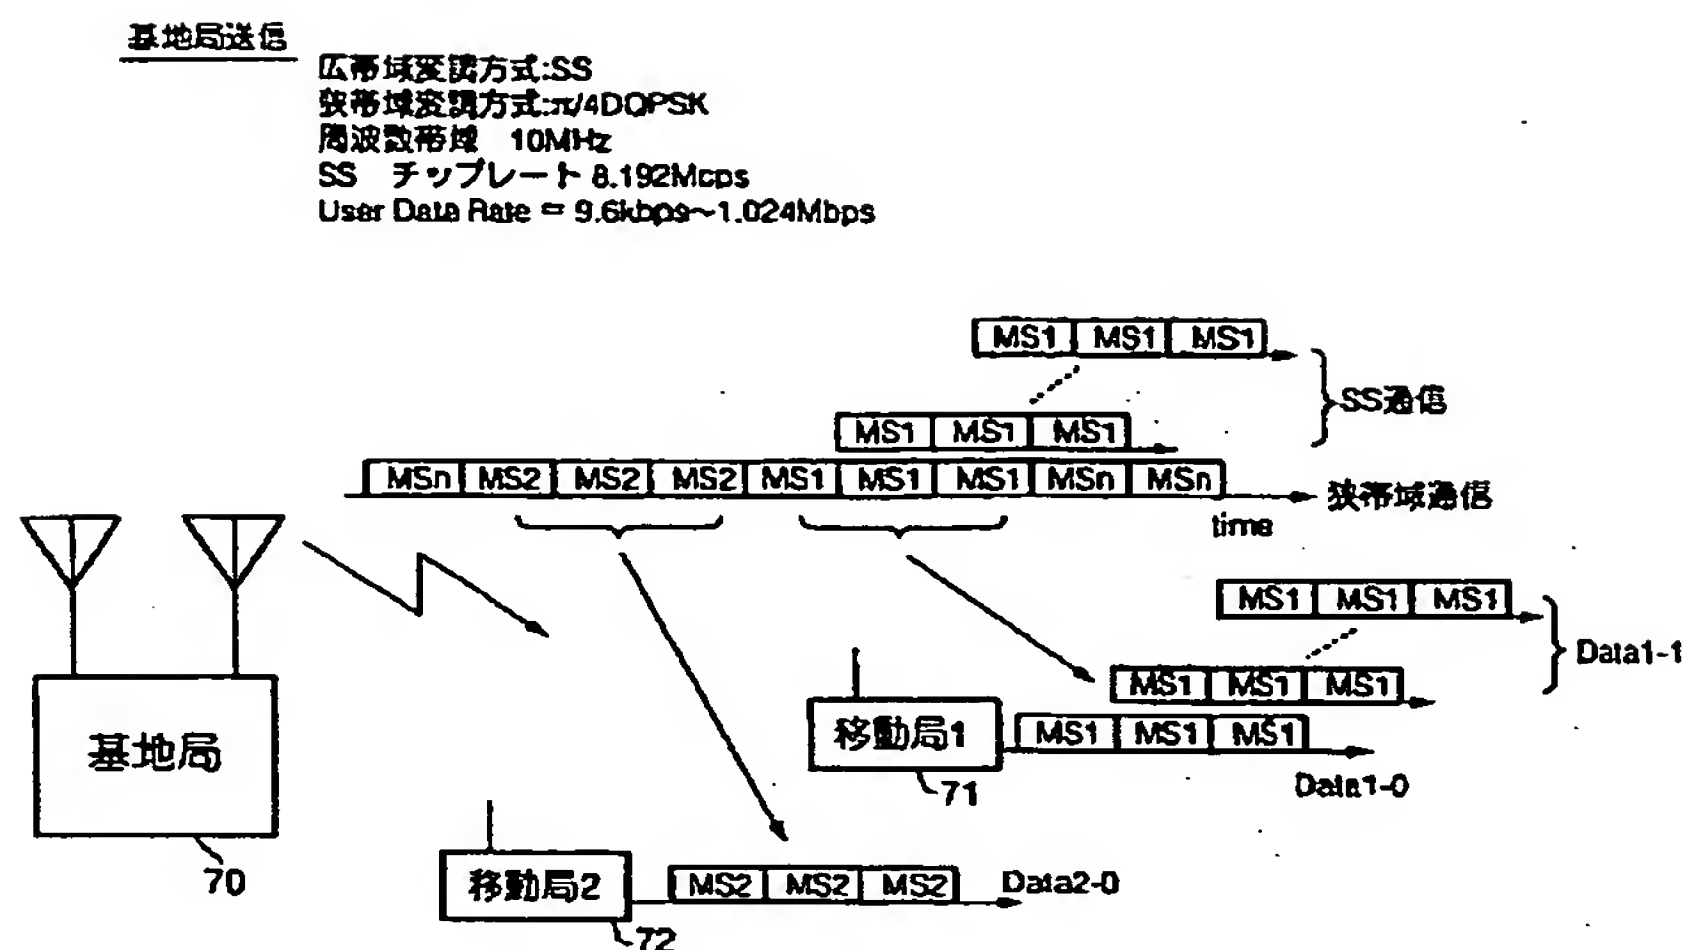 基地局送信
広帯域変調方式:SS
狭帯域変調方式:π/4DQPSK
周波数帯域 10MHz
SS チップレート 8.192Mcps
User Data Rate = 9.6kbps~1.024Mbps
MS1 MS1 MS1
SS通信
MS1 MS1 MS1
MSn MS2 MS2 MS2 MS1 MS1 MS1 MSn MSn
狭帯域通信
time
MS1 MS1 MS1
Data1-1
MS1 MS1 MS1
移動局1
MS1 MS1 MS1
基地局
71
Data1-0
70
移動局2
MS2 MS2 MS2
Data2-0
72